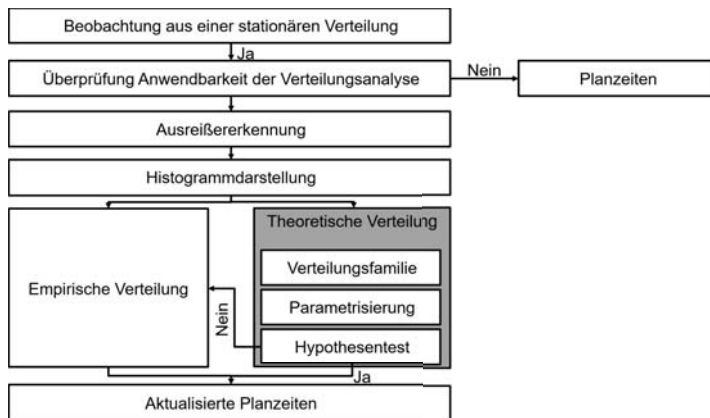 Beobachtung aus einer stationären Verteilung
Ja
Überprüfung Anwendbarkeit der Verteilungsanalyse
Nein
Planzeiten
Ausreißererkennung
Histogrammdarstellung
Theoretische Verteilung
Verteilungsfamilie
Empirische Verteilung
Parametrisierung
Nein
Hypothesentest
Ja
Aktualisierte Planzeiten